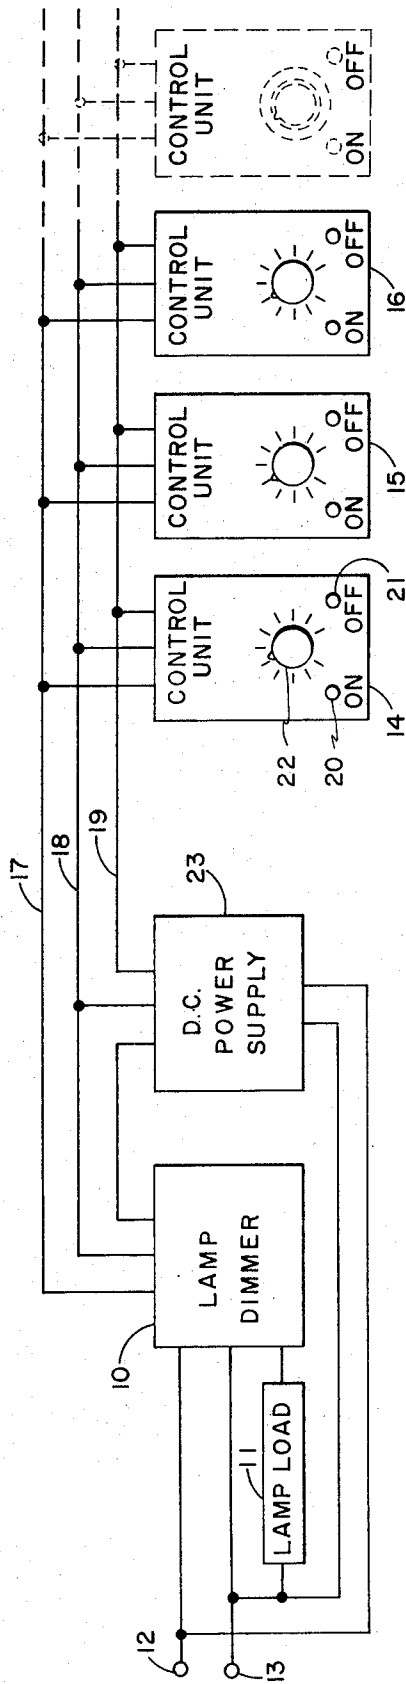 12
13
11
LAMP LOAD
10
LAMP
DIMMER
D.C.
POWER
SUPPLY
23
17
18
19
CONTROL
UNIT
22
20
ON
OFF
21
14
CONTROL
UNIT
ON
OFF
15
CONTROL
UNIT
ON
OFF
16
CONTROL
UNIT
ON
OFF